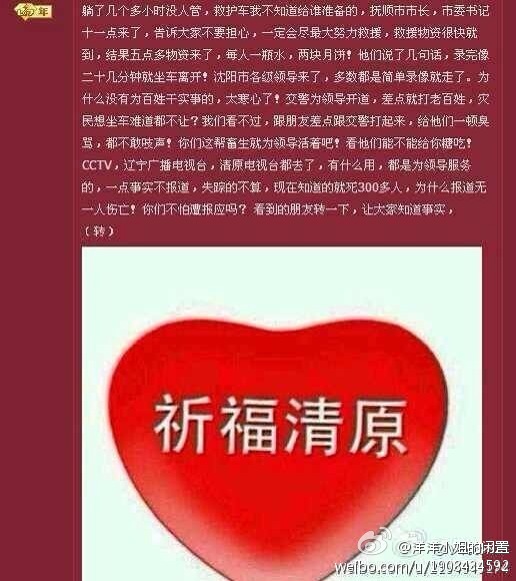 年
躺了几个多小时没人管，救护车我不知道给谁准备的，抚顺市市长，市委书记
十一点来了，告诉大家不要担心，一定会尽最大努力救援，救援物资很快就
到，结果五点多物资来了，每人一瓶水，两块月饼！他们说了几句话，录完像
二十几分钟就坐车离开！沈阳市各级领导来了，多数都是简单录像就走了。为
什么没有为百姓干实事的，太寒心了！交警为领导开道，差点就打老百姓，灾
民想坐车难道都不让？我们看不过，跟朋友差点跟交警打起来，给他们一顿臭
骂，都不敢吱声！你们这帮畜生就为领导活着吧！看他们能不能给你糖吃！
CCTV，辽宁广播电视台，清原电视台都去了，有什么用，都是为领导服务
的，一点事实不报道，失踪的不算，现在知道的就死300多人，为什么报道无
一人伤亡！你们不怕遭报应吗？ 看到的朋友转一下，让大家知道事实，
（转）
祈福清原
@洋洋小姐的闲置
weibo.com/u/1908484592